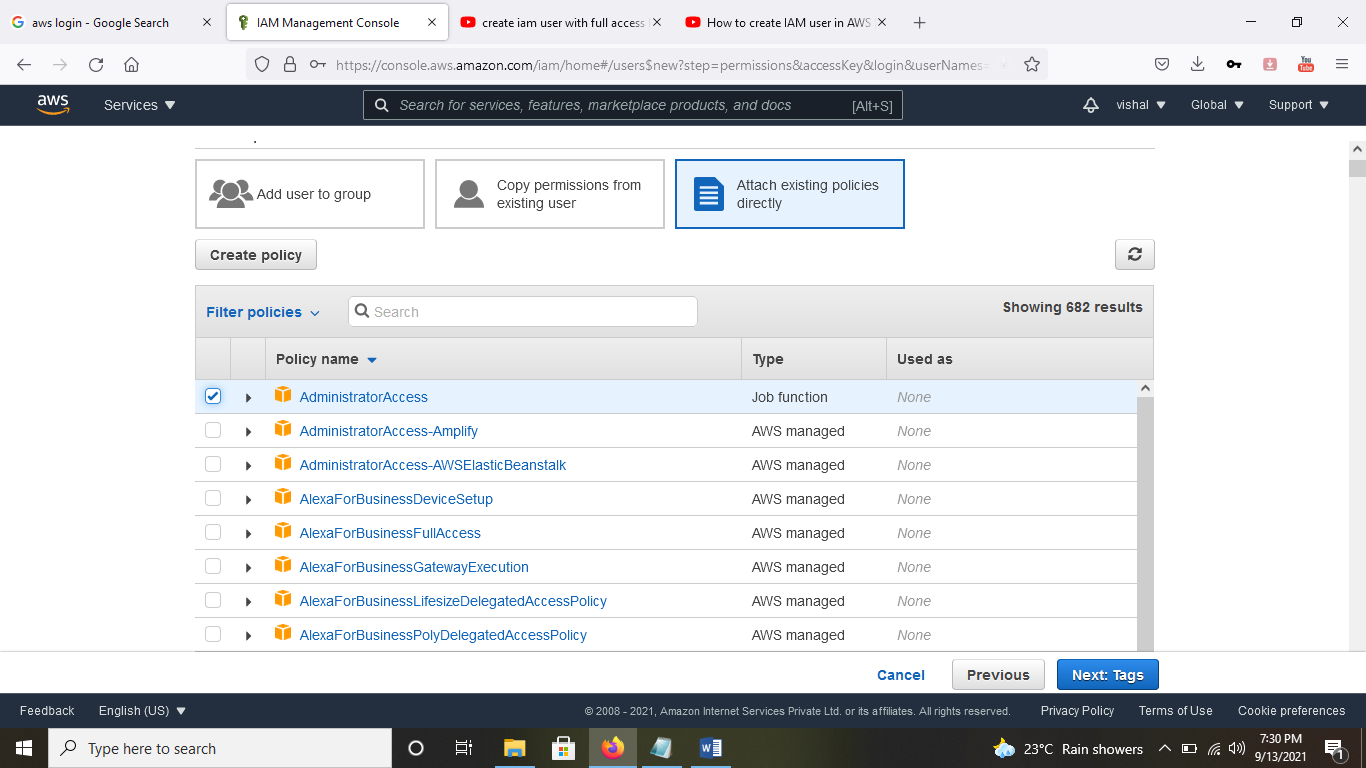 aws login - Google Search
IAM Management Console
create iam user with full access
How to create IAM user in AWS
https://console.aws.amazon.com/iam/home#/users$new?step=permissions&accessKey&login&userNames=
aws
Services
Search for services, features, marketplace products, and docs
[Alt+S]
vishal
Global
Support
Add user to group
Copy permissions from
existing user
Attach existing policies
directly
Create policy
Filter policies
Search
Showing 682 results
Policy name
Type
Used as
AdministratorAccess Job function None
AdministratorAccess-Amplify AWS managed None
AdministratorAccess-AWSElasticBeanstalk AWS managed None
AlexaForBusinessDeviceSetup AWS managed None
AlexaForBusinessFullAccess AWS managed None
AlexaForBusinessGatewayExecution AWS managed None
AlexaForBusinessLifesizeDelegatedAccessPolicy AWS managed None
AlexaForBusinessPolyDelegatedAccessPolicy AWS managed None
Cancel
Previous
Next: Tags
Feedback
English (US)
© 2008 - 2021, Amazon Internet Services Private Ltd. or its affiliates. All rights reserved.
Privacy Policy
Terms of Use
Cookie preferences
Type here to search
23°C Rain showers
7:30 PM
9/13/2021
1